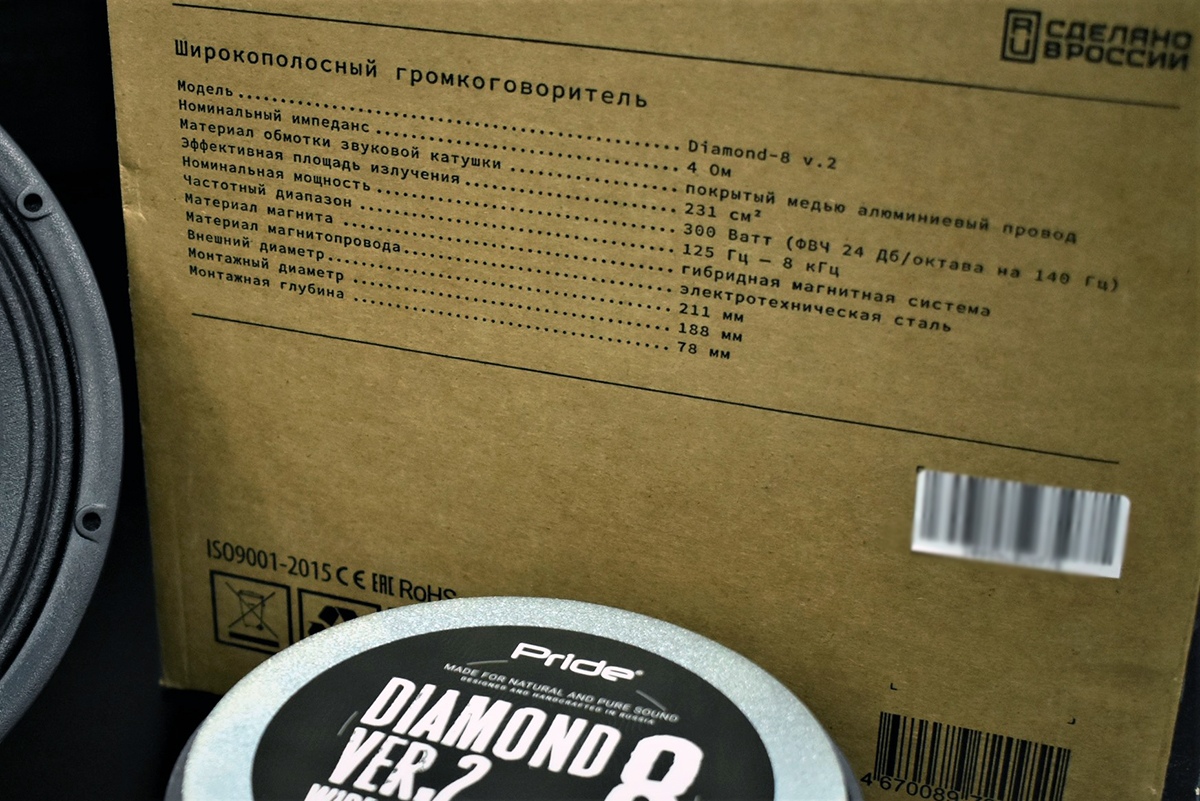 СДЕЛАНО
В РОССИИ
Широкополосный громкоговоритель
Модель Diamond-8 v.2
Номинальный импеданс 4 Ом
Материал обмотки звуковой катушки покрытый медью алюминиевый провод
Эффективная площадь излучения 231 см²
Номинальная мощность 300 Ватт (ФВЧ 24 Дб/октава на 140 Гц)
Частотный диапазон 125 Гц – 8 кГц
Материал магнита гибридная магнитная система
Материал магнитопровода электротехническая сталь
Внешний диаметр 211 мм
Монтажный диаметр 188 мм
Монтажная глубина 78 мм
ISO9001-2015 CE EAC RoHS
Pride®
MADE FOR NATURAL AND PURE SOUND
DESIGNED AND HANDCRAFTED IN RUSSIA
DIAMOND 8
VER.2
4 670089